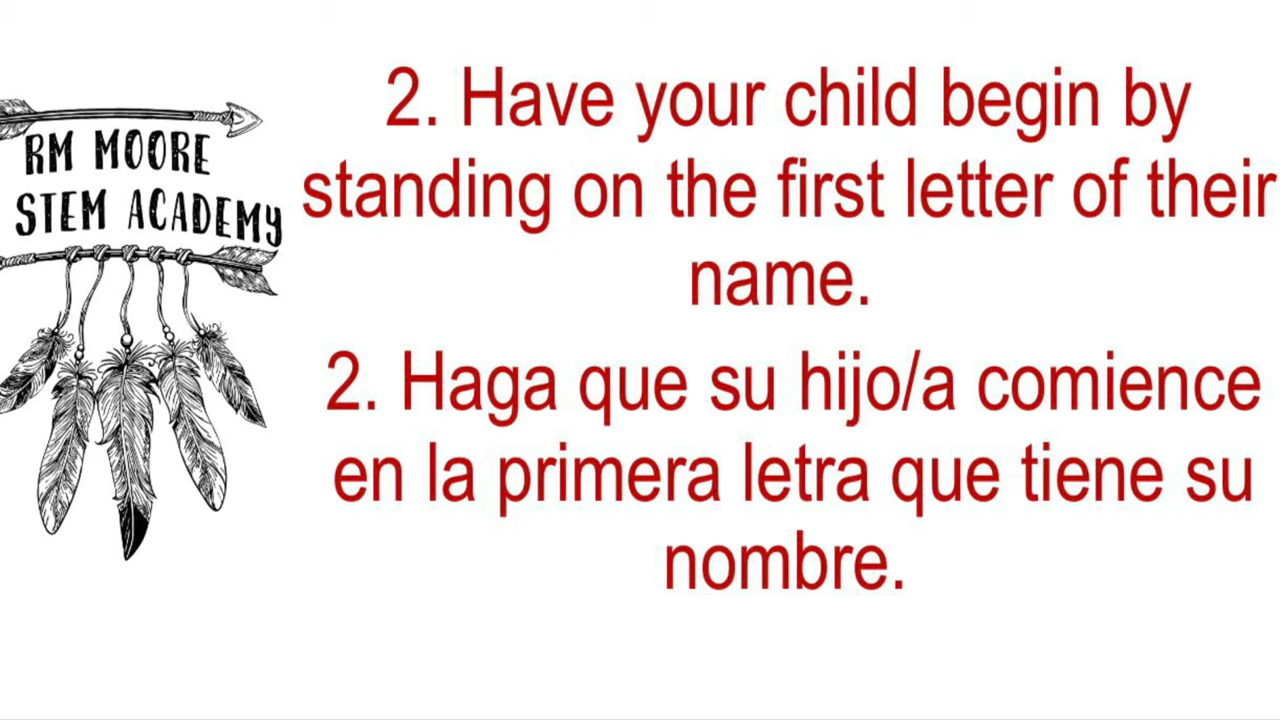 RM MOORE
STEM ACADEMY
2. Have your child begin by
standing on the first letter of their
name.
2. Haga que su hijo/a comience
en la primera letra que tiene su
nombre.